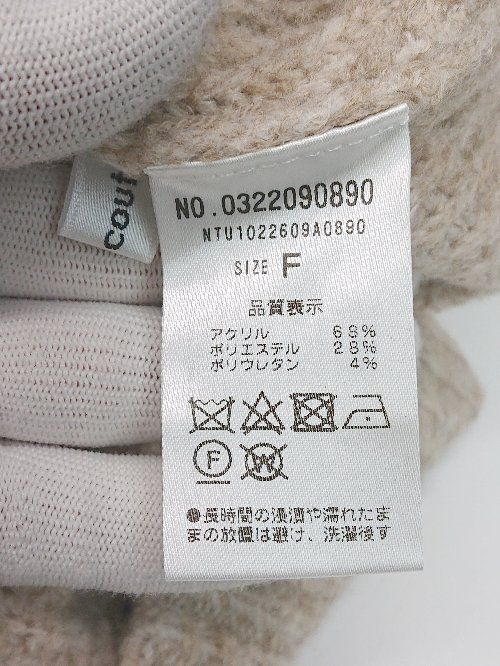 cout
NO.0322090890
NTU1022609A0890
SIZE F
品質表示
アクリル 68%
ポリエステル 28%
ポリウレタン 4%
F
W
●長時間の浸漬や濡れたま
まの放置は避け、洗濯後す